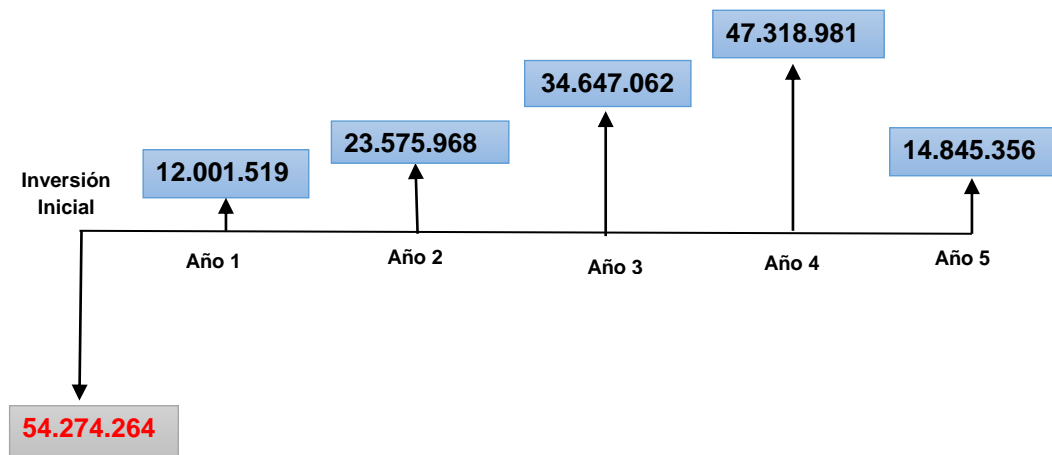 47.318.981
34.647.062
23.575.968
14.845.356
12.001.519
Inversión
Inicial
Año 1
Año 2
Año 3
Año 4
Año 5
54.274.264